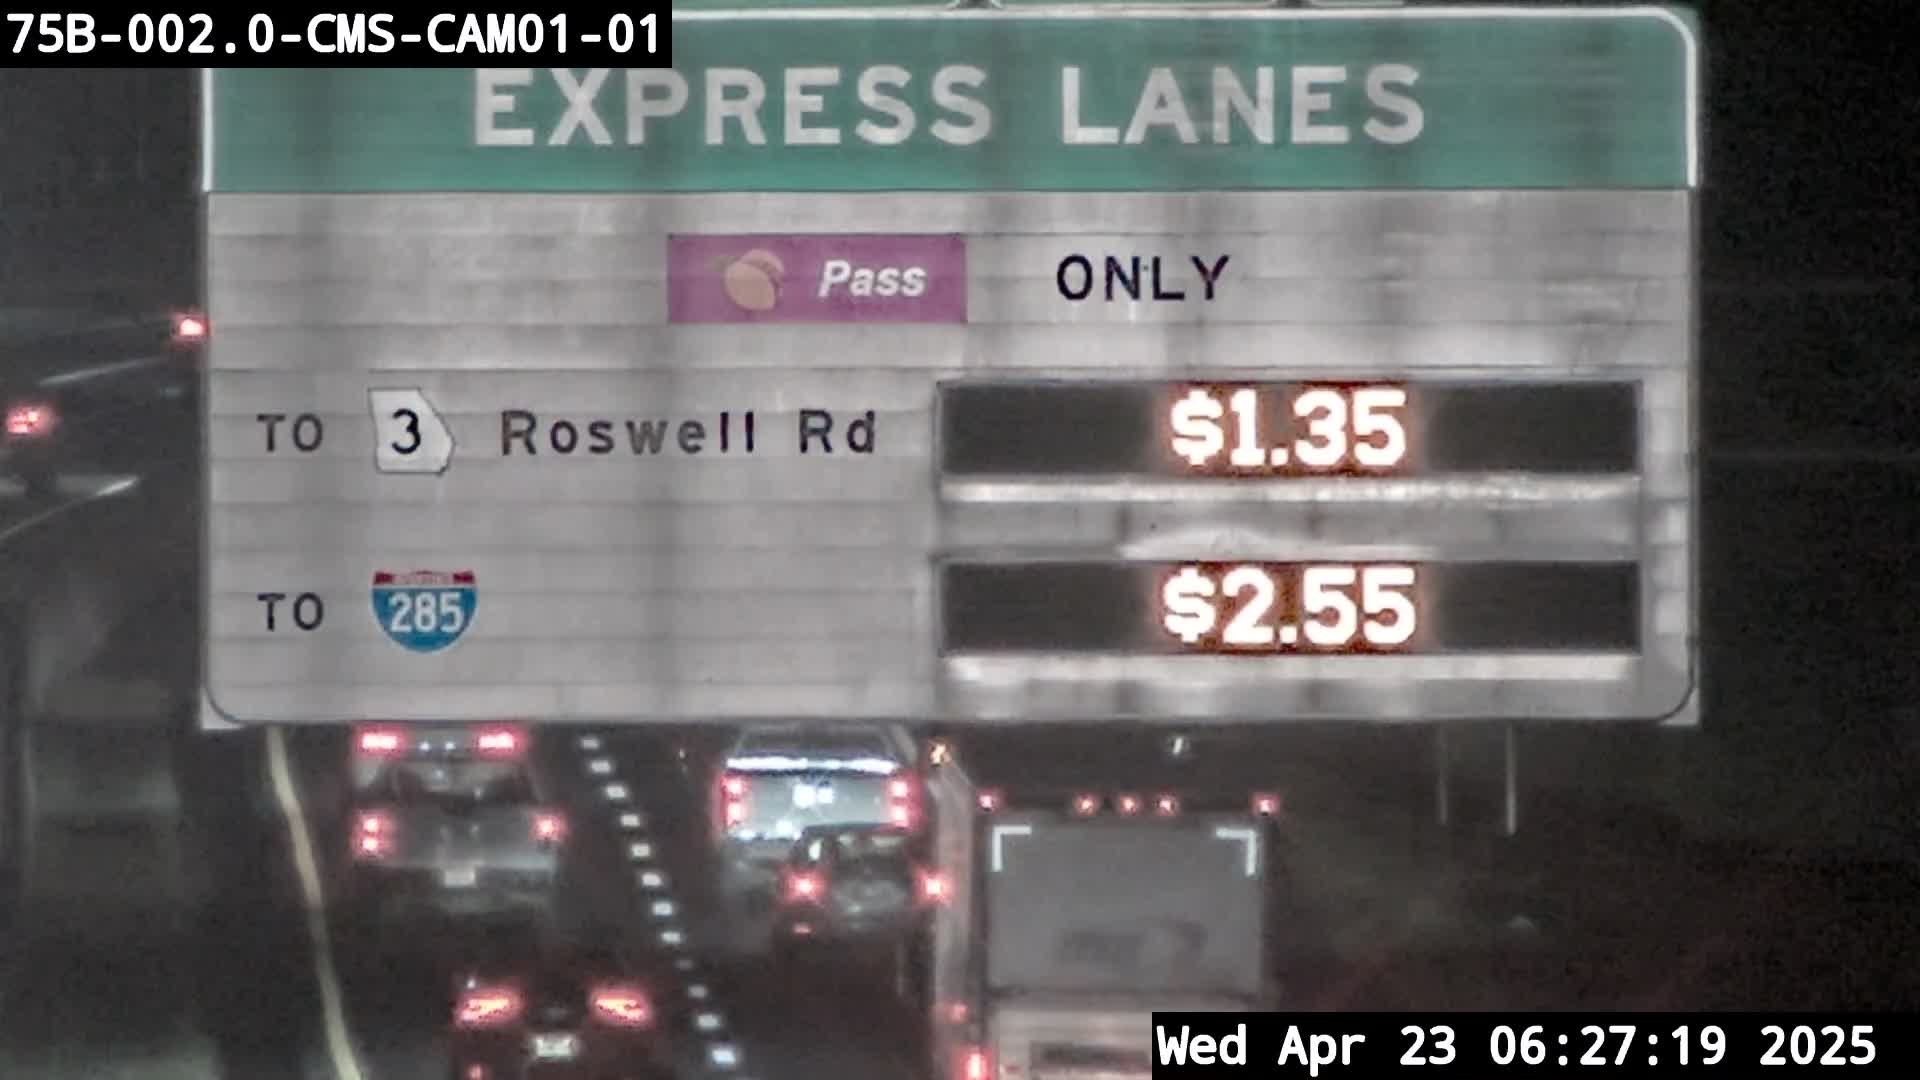 75B-002.0-CMS-CAM01-01
EXPRESS LANES
Pass ONLY
TO 3 Roswell Rd $1.35
TO 285 $2.55
Wed Apr 23 06:27:19 2025